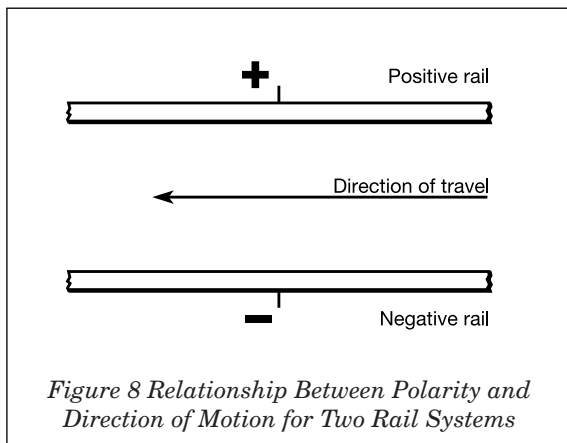 +
Positive rail
Direction of travel
−
Negative rail
Figure 8 Relationship Between Polarity and
Direction of Motion for Two Rail Systems